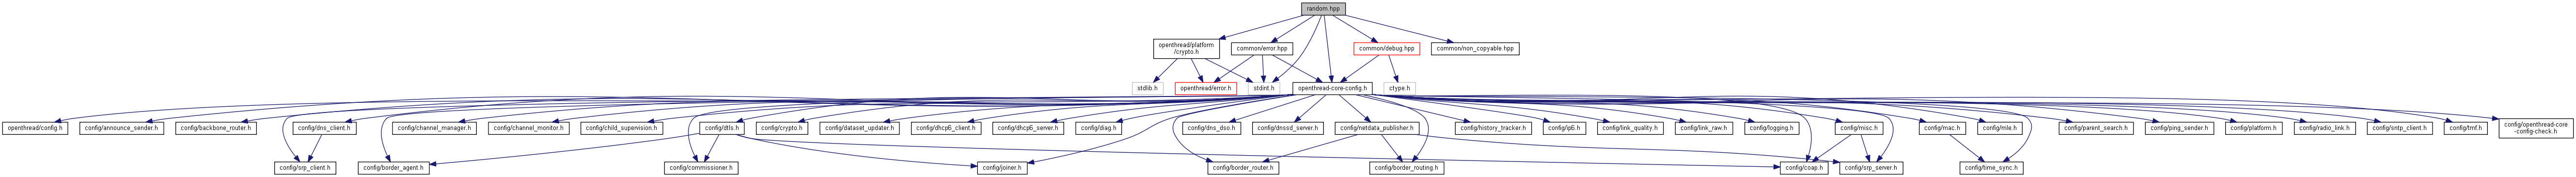 random.hpp
openthread/platform
/crypto.h
common/error.hpp
common/debug.hpp
common/non_copyable.hpp
stdlib.h
openthread/error.h
stdint.h
openthread-core-config.h
ctype.h
openthread/config.h
config/announce_sender.h
config/backbone_router.h
config/dns_client.h
config/channel_manager.h
config/channel_monitor.h
config/child_supervision.h
config/dtls.h
config/crypto.h
config/dataset_updater.h
config/dhcp6_client.h
config/dhcp6_server.h
config/diag.h
config/dns_dso.h
config/dnssd_server.h
config/netdata_publisher.h
config/history_tracker.h
config/ip6.h
config/link_quality.h
config/link_raw.h
config/logging.h
config/misc.h
config/mac.h
config/mle.h
config/parent_search.h
config/ping_sender.h
config/platform.h
config/radio_link.h
config/sntp_client.h
config/tmf.h
config/openthread-core
-config-check.h
config/srp_client.h
config/border_agent.h
config/commissioner.h
config/joiner.h
config/border_router.h
config/border_routing.h
config/coap.h
config/srp_server.h
config/time_sync.h